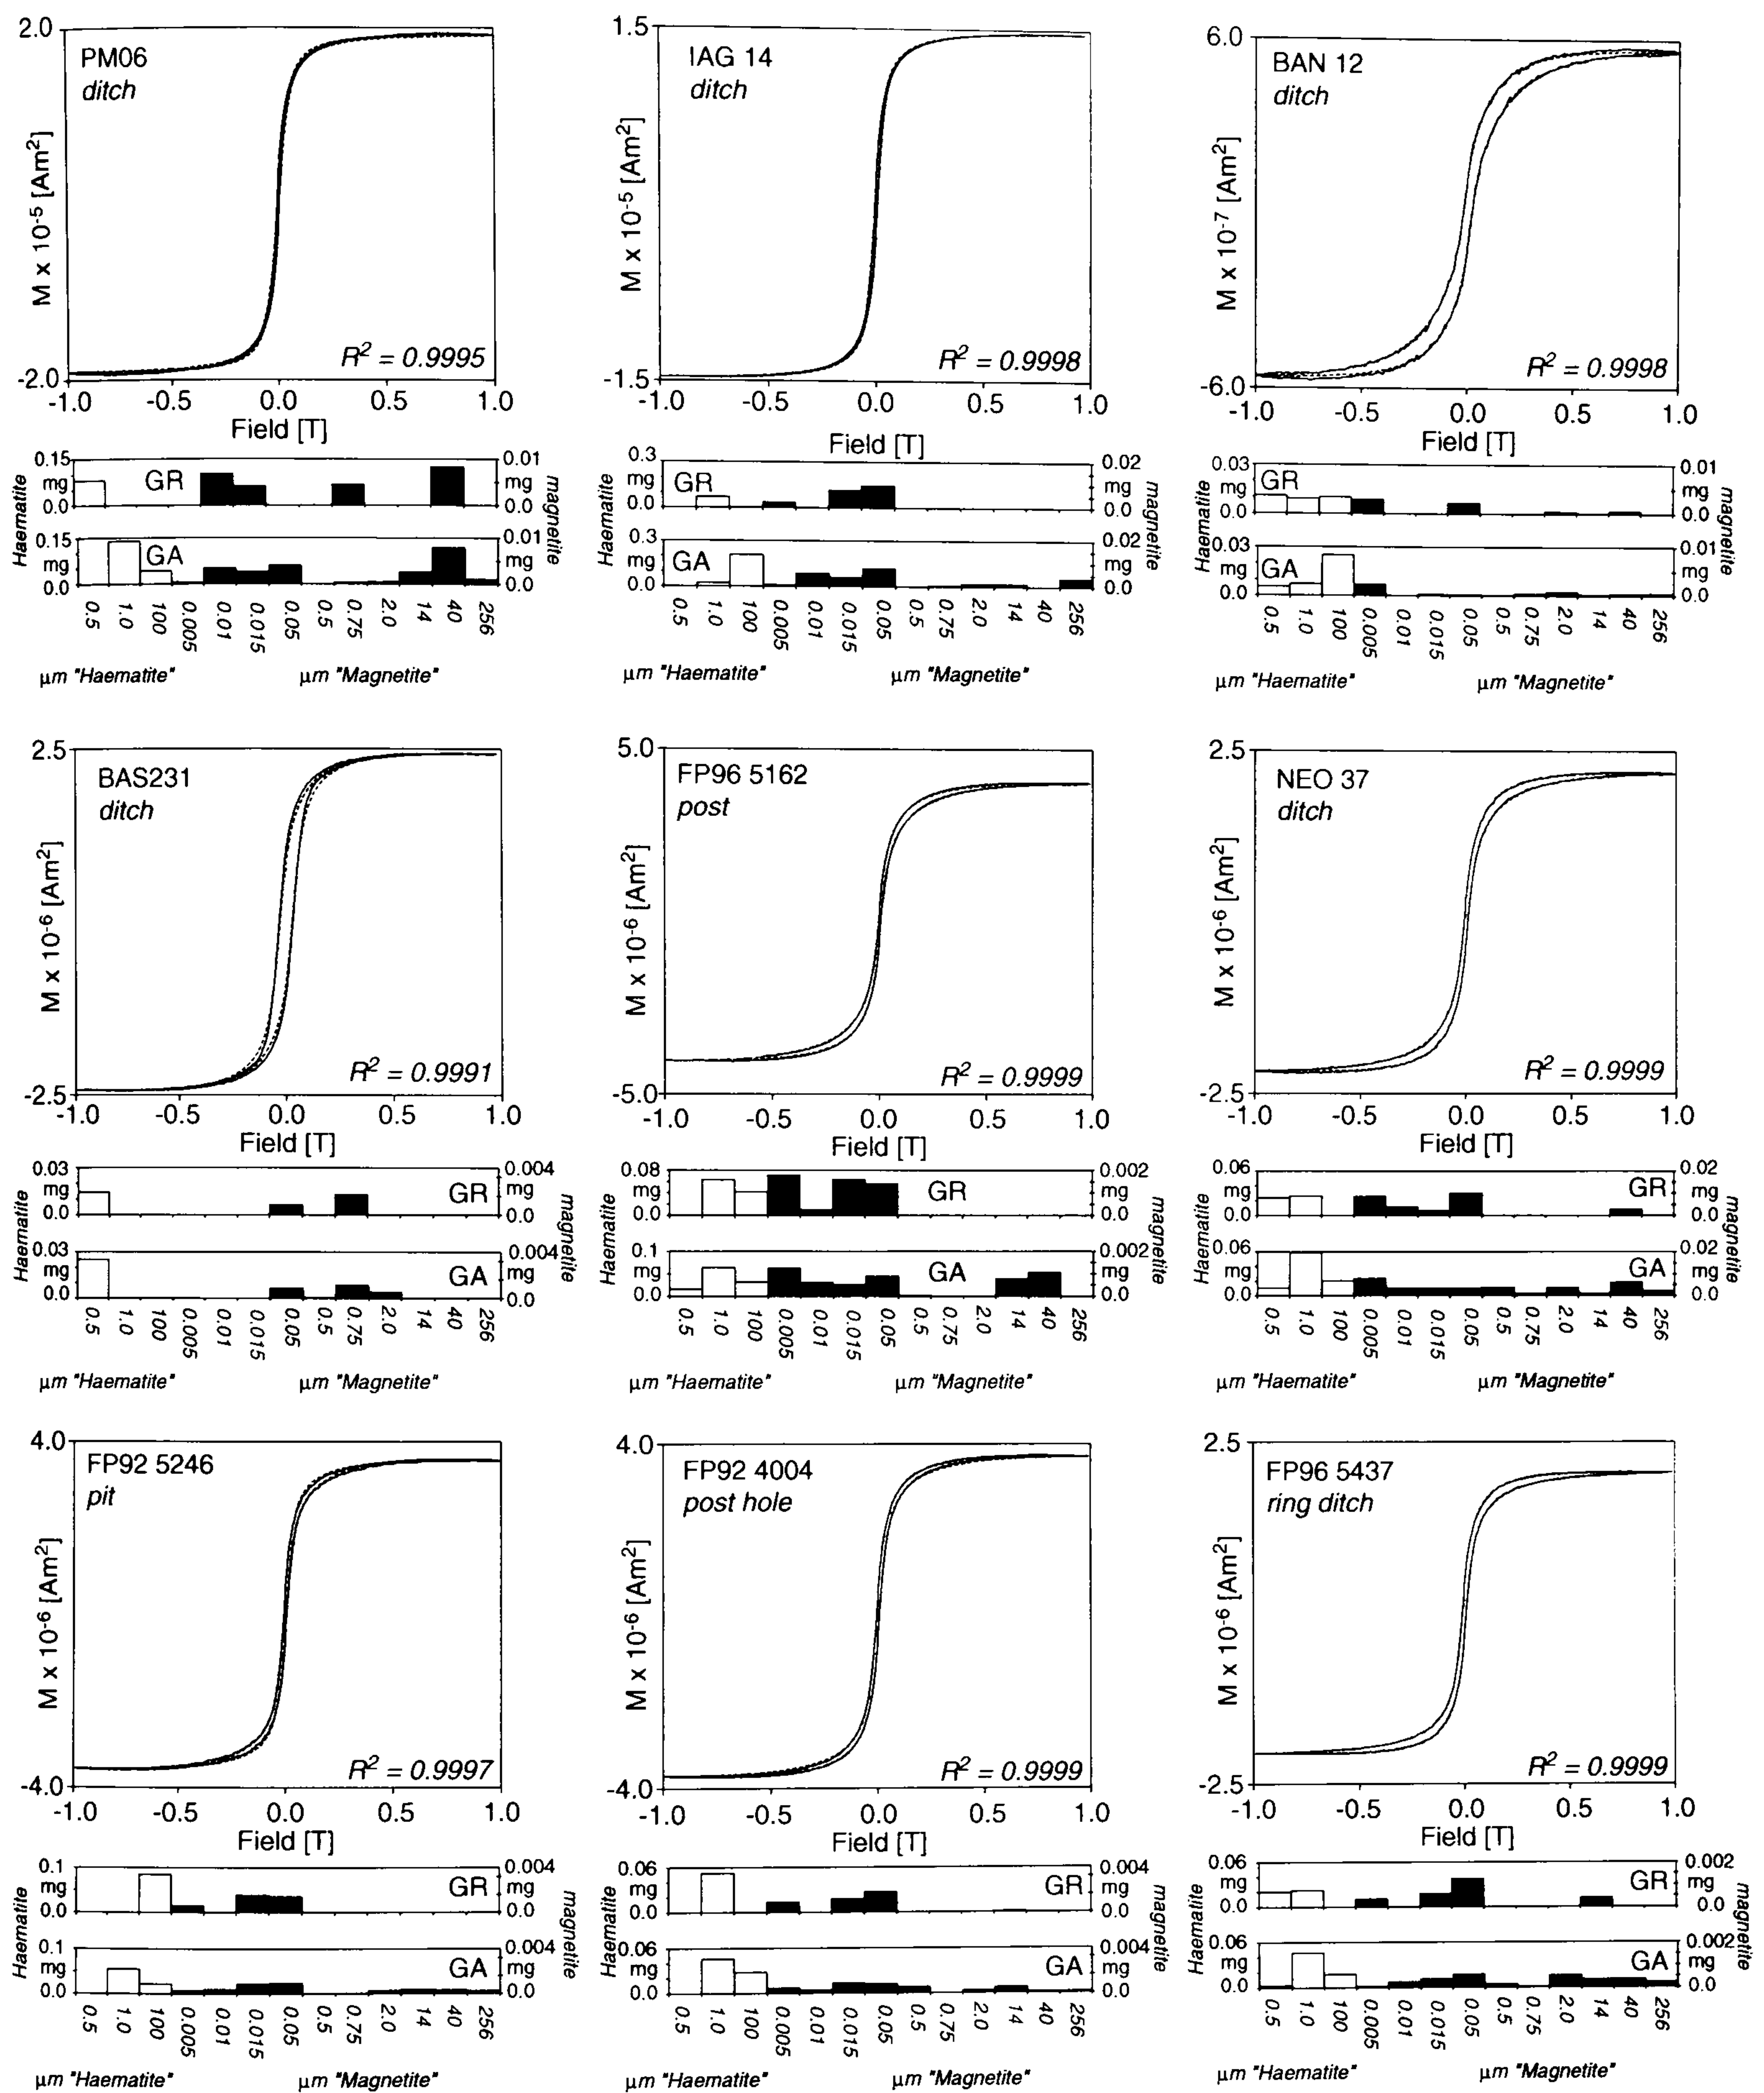 2.0
PM06
ditch
M x 10-5 [Am2]
R2 = 0.9995
-2.0
-1.0 -0.5 0.0 0.5 1.0
Field [T]
Haematite
0.15
mg
0.0
GR
0.01
mg
0.0
magnetite
0.15
mg
0.0
GA
0.01
mg
0.0
0.5 1.0 100 0.005 0.01 0.015 0.05 0.5 0.75 2.0 14 40 256
µm "Haematite" µm "Magnetite"
1.5
IAG 14
ditch
M x 10-5 [Am2]
R2 = 0.9998
-1.5
-1.0 -0.5 0.0 0.5 1.0
Field [T]
Haematite
0.3
mg
0.0
GR
0.02
mg
0.0
magnetite
0.3
mg
0.0
GA
0.02
mg
0.0
0.5 1.0 100 0.005 0.01 0.015 0.05 0.5 0.75 2.0 14 40 256
µm "Haematite" µm "Magnetite"
6.0
BAN 12
ditch
M x 10-7 [Am2]
R2 = 0.9998
-6.0
-1.0 -0.5 0.0 0.5 1.0
Field [T]
Haematite
0.03
mg
0.0
GR
0.01
mg
0.0
magnetite
0.03
mg
0.0
GA
0.01
mg
0.0
0.5 1.0 100 0.005 0.01 0.015 0.05 0.5 0.75 2.0 14 40 256
µm "Haematite" µm "Magnetite"
2.5
BAS231
ditch
M x 10-6 [Am2]
R2 = 0.9991
-2.5
-1.0 -0.5 0.0 0.5 1.0
Field [T]
Haematite
0.03
mg
0.0
GR
0.004
mg
0.0
magnetite
0.03
mg
0.0
GA
0.004
mg
0.0
0.5 1.0 100 0.005 0.01 0.015 0.05 0.5 0.75 2.0 14 40 256
µm "Haematite" µm "Magnetite"
5.0
FP96 5162
post
M x 10-6 [Am2]
R2 = 0.9999
-5.0
-1.0 -0.5 0.0 0.5 1.0
Field [T]
Haematite
0.08
mg
0.0
GR
0.002
mg
0.0
magnetite
0.1
mg
0.0
GA
0.002
mg
0.0
0.5 1.0 100 0.005 0.01 0.015 0.05 0.5 0.75 2.0 14 40 256
µm "Haematite" µm "Magnetite"
2.5
NEO 37
ditch
M x 10-6 [Am2]
R2 = 0.9999
-2.5
-1.0 -0.5 0.0 0.5 1.0
Field [T]
Haematite
0.06
mg
0.0
GR
0.02
mg
0.0
magnetite
0.06
mg
0.0
GA
0.02
mg
0.0
0.5 1.0 100 0.005 0.01 0.015 0.05 0.5 0.75 2.0 14 40 256
µm "Haematite" µm "Magnetite"
4.0
FP92 5246
pit
M x 10-6 [Am2]
R2 = 0.9997
-4.0
-1.0 -0.5 0.0 0.5 1.0
Field [T]
Haematite
0.1
mg
0.0
GR
0.004
mg
0.0
magnetite
0.1
mg
0.0
GA
0.004
mg
0.0
0.5 1.0 100 0.005 0.01 0.015 0.05 0.5 0.75 2.0 14 40 256
µm "Haematite" µm "Magnetite"
4.0
FP92 4004
post hole
M x 10-6 [Am2]
R2 = 0.9999
-4.0
-1.0 -0.5 0.0 0.5 1.0
Field [T]
Haematite
0.06
mg
0.0
GR
0.004
mg
0.0
magnetite
0.06
mg
0.0
GA
0.004
mg
0.0
0.5 1.0 100 0.005 0.01 0.015 0.05 0.5 0.75 2.0 14 40 256
µm "Haematite" µm "Magnetite"
2.5
FP96 5437
ring ditch
M x 10-6 [Am2]
R2 = 0.9999
-2.5
-1.0 -0.5 0.0 0.5 1.0
Field [T]
Haematite
0.06
mg
0.0
GR
0.002
mg
0.0
magnetite
0.06
mg
0.0
GA
0.002
mg
0.0
0.5 1.0 100 0.005 0.01 0.015 0.05 0.5 0.75 2.0 14 40 256
µm "Haematite" µm "Magnetite"